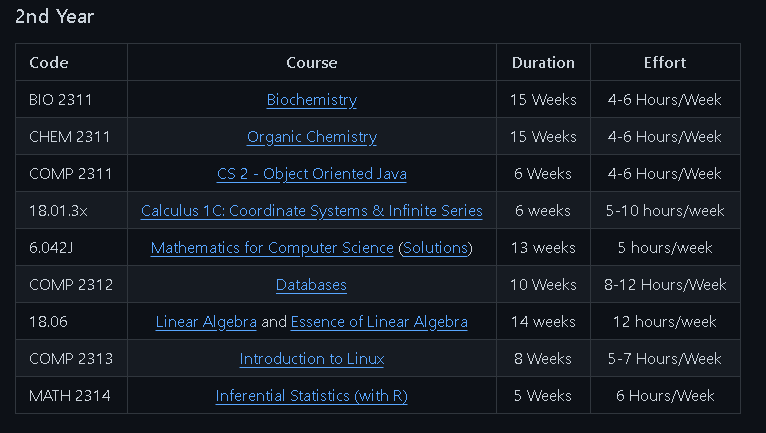 2nd Year
Code Course Duration Effort
BIO 2311 Biochemistry 15 Weeks 4-6 Hours/Week
CHEM 2311 Organic Chemistry 15 Weeks 4-6 Hours/Week
COMP 2311 CS 2 - Object Oriented Java 6 Weeks 4-6 Hours/Week
18.01.3x Calculus 1C: Coordinate Systems & Infinite Series 6 weeks 5-10 hours/week
6.042J Mathematics for Computer Science (Solutions) 13 weeks 5 hours/week
COMP 2312 Databases 10 Weeks 8-12 Hours/Week
18.06 Linear Algebra and Essence of Linear Algebra 14 weeks 12 hours/week
COMP 2313 Introduction to Linux 8 Weeks 5-7 Hours/Week
MATH 2314 Inferential Statistics (with R) 5 Weeks 6 Hours/Week